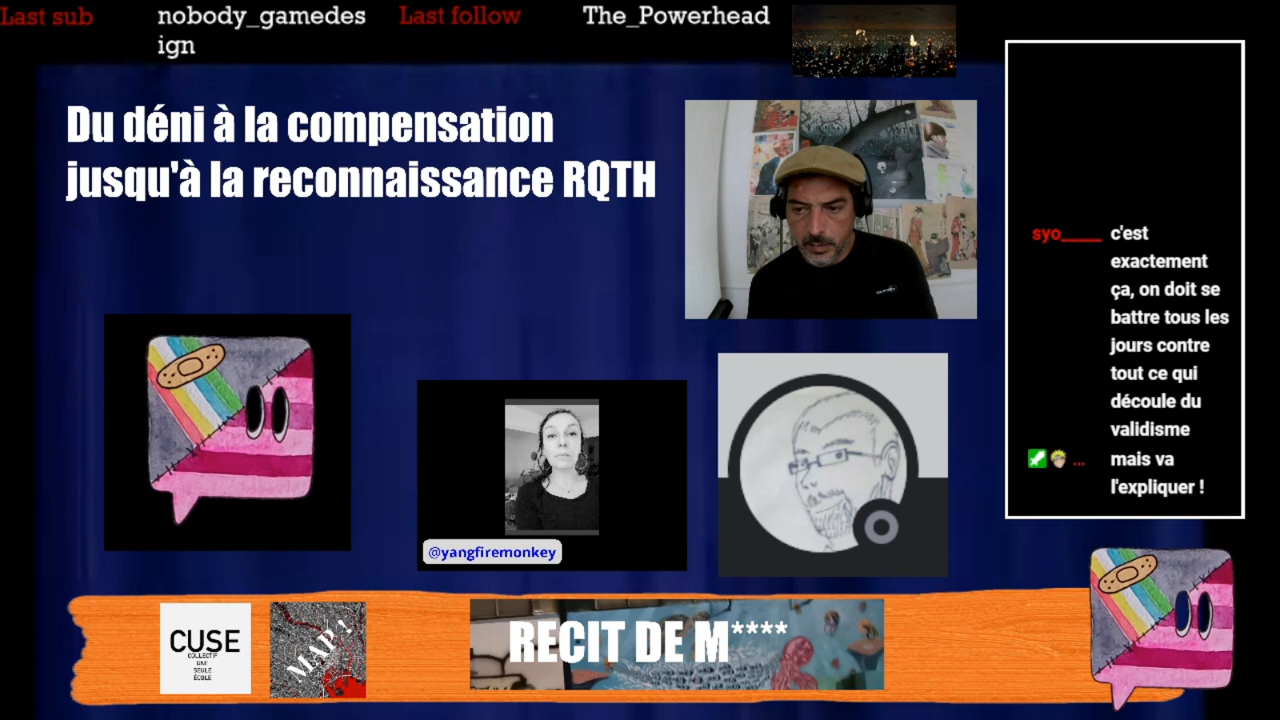 Last sub
nobody_gamedes
ign
Last follow
The_Powerhead
Du déni à la compensation
jusqu'à la reconnaissance RQTH
syo_____ c'est
exactement
ça, on doit se
battre tous les
jours contre
tout ce qui
découle du
validisme
... mais va
l'expliquer !
@yangfiremonkey
CUSE
COLLECTIF
UNE
SEULE
ÉCOLE
MAP !
RECIT DE M****